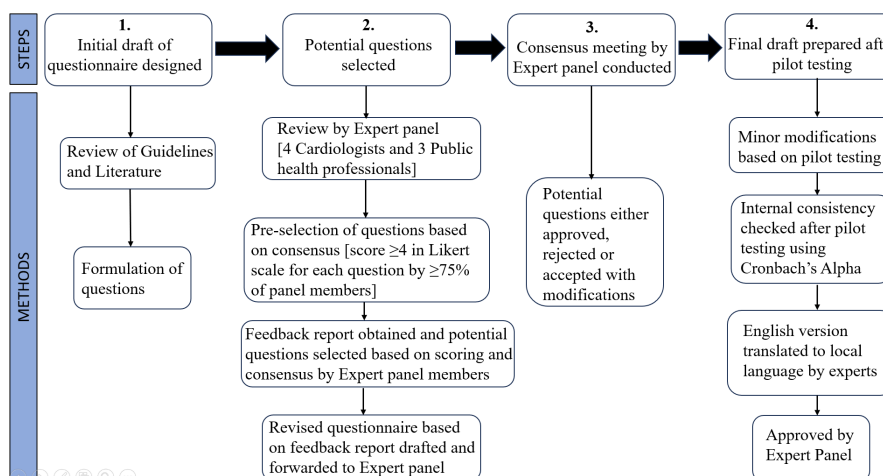 STEPS
1.
Initial draft of
questionnaire designed
2.
Potential questions
selected
3.
Consensus meeting by
Expert panel conducted
4.
Final draft prepared aft
pilot testing
METHODS
Review of Guidelines
and Literature
Formulation of
questions
Review by Expert panel
[4 Cardiologists and 3 Public
health professionals]
Pre-selection of questions based
on consensus [score ≥4 in Likert
scale for each question by ≥75%
of panel members]
Feedback report obtained and potential
questions selected based on scoring and
consensus by Expert panel members
Revised questionnaire based
on feedback report drafted and
forwarded to Expert panel
Potential
questions either
approved,
rejected or
accepted with
modifications
Minor modifications
based on pilot testing
Internal consistency
checked after pilot
testing using
Cronbach’s Alpha
English version
translated to local
language by experts
Approved by
Expert Panel